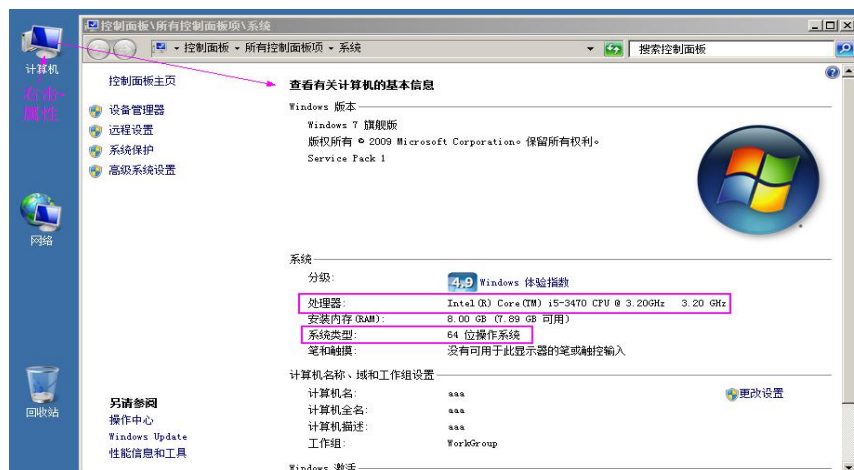 控制面板\所有控制面板项\系统
控制面板 所有控制面板项 系统
搜索控制面板
计算机
右击-
属性
网络
回收站
控制面板主页
设备管理器
远程设置
系统保护
高级系统设置
另请参阅
操作中心
Windows Update
性能信息和工具
查看有关计算机的基本信息
Windows 版本
Windows 7 旗舰版
版权所有 © 2009 Microsoft Corporation。保留所有权利。
Service Pack 1
系统
分级: 4.9 Windows 体验指数
处理器: Intel(R) Core(TM) i5-3470 CPU @ 3.20GHz 3.20 GHz
安装内存(RAM): 8.00 GB (7.89 GB 可用)
系统类型: 64 位操作系统
笔和触摸: 没有可用于此显示器的笔或触控输入
计算机名称、域和工作组设置
计算机名: aaa 更改设置
计算机全名: aaa
计算机描述: aaa
工作组: WorkGroup
Windows 激活